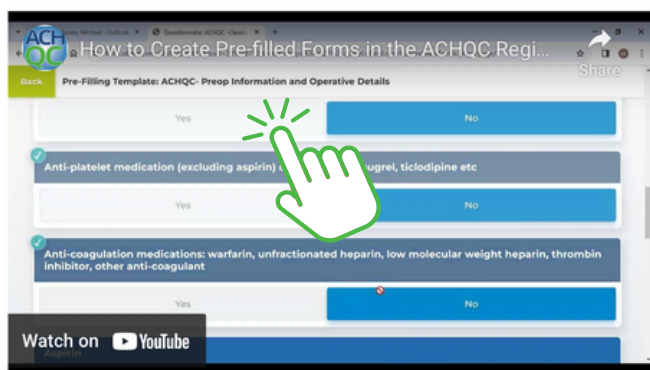 ACH
QC
How to Create Pre-filled Forms in the ACHQC Regi...
Share
Back
Pre-Filling Template: ACHQC- Preop Information and Operative Details
Yes
No
Anti-platelet medication (excluding aspirin)
ugrel, ticlodipine etc
Yes
No
Anti-coagulation medications: warfarin, unfractionated heparin, low molecular weight heparin, thrombin
inhibitor, other anti-coagulant
Yes
No
Watch on YouTube
Aspirin